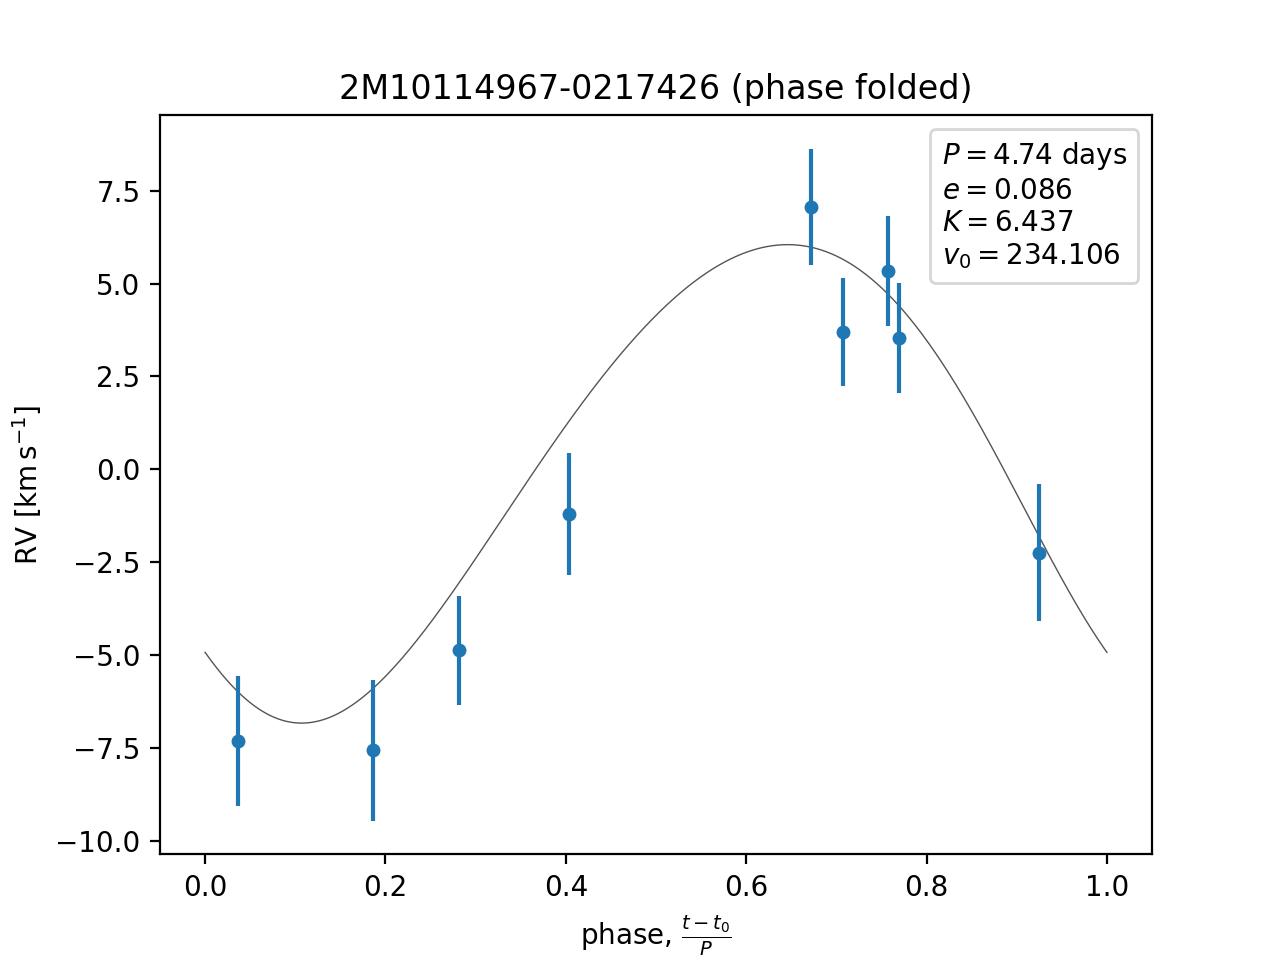 2M10114967-0217426 (phase folded)
P = 4.74 days
e = 0.086
K = 6.437
v₀ = 234.106
RV [km s⁻¹]
7.5
5.0
2.5
0.0
−2.5
−5.0
−7.5
−10.0
0.0 0.2 0.4 0.6 0.8 1.0
phase, (t − t₀)/P